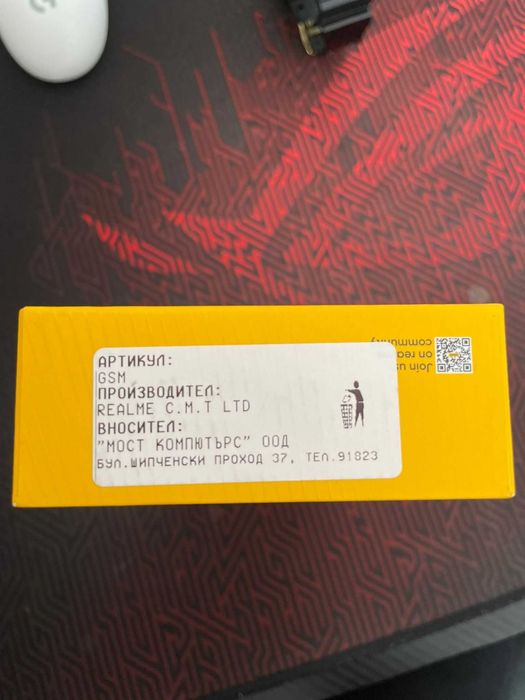 АРТИКУЛ:
GSM
ПРОИЗВОДИТЕЛ:
REALME C.M.T LTD
ВНОСИТЕЛ:
"МОСТ КОМПЮТЪРС" ООД
БУЛ.ШИПЧЕНСКИ ПРОХОД 37, ТЕЛ.91823
Join us
on
community